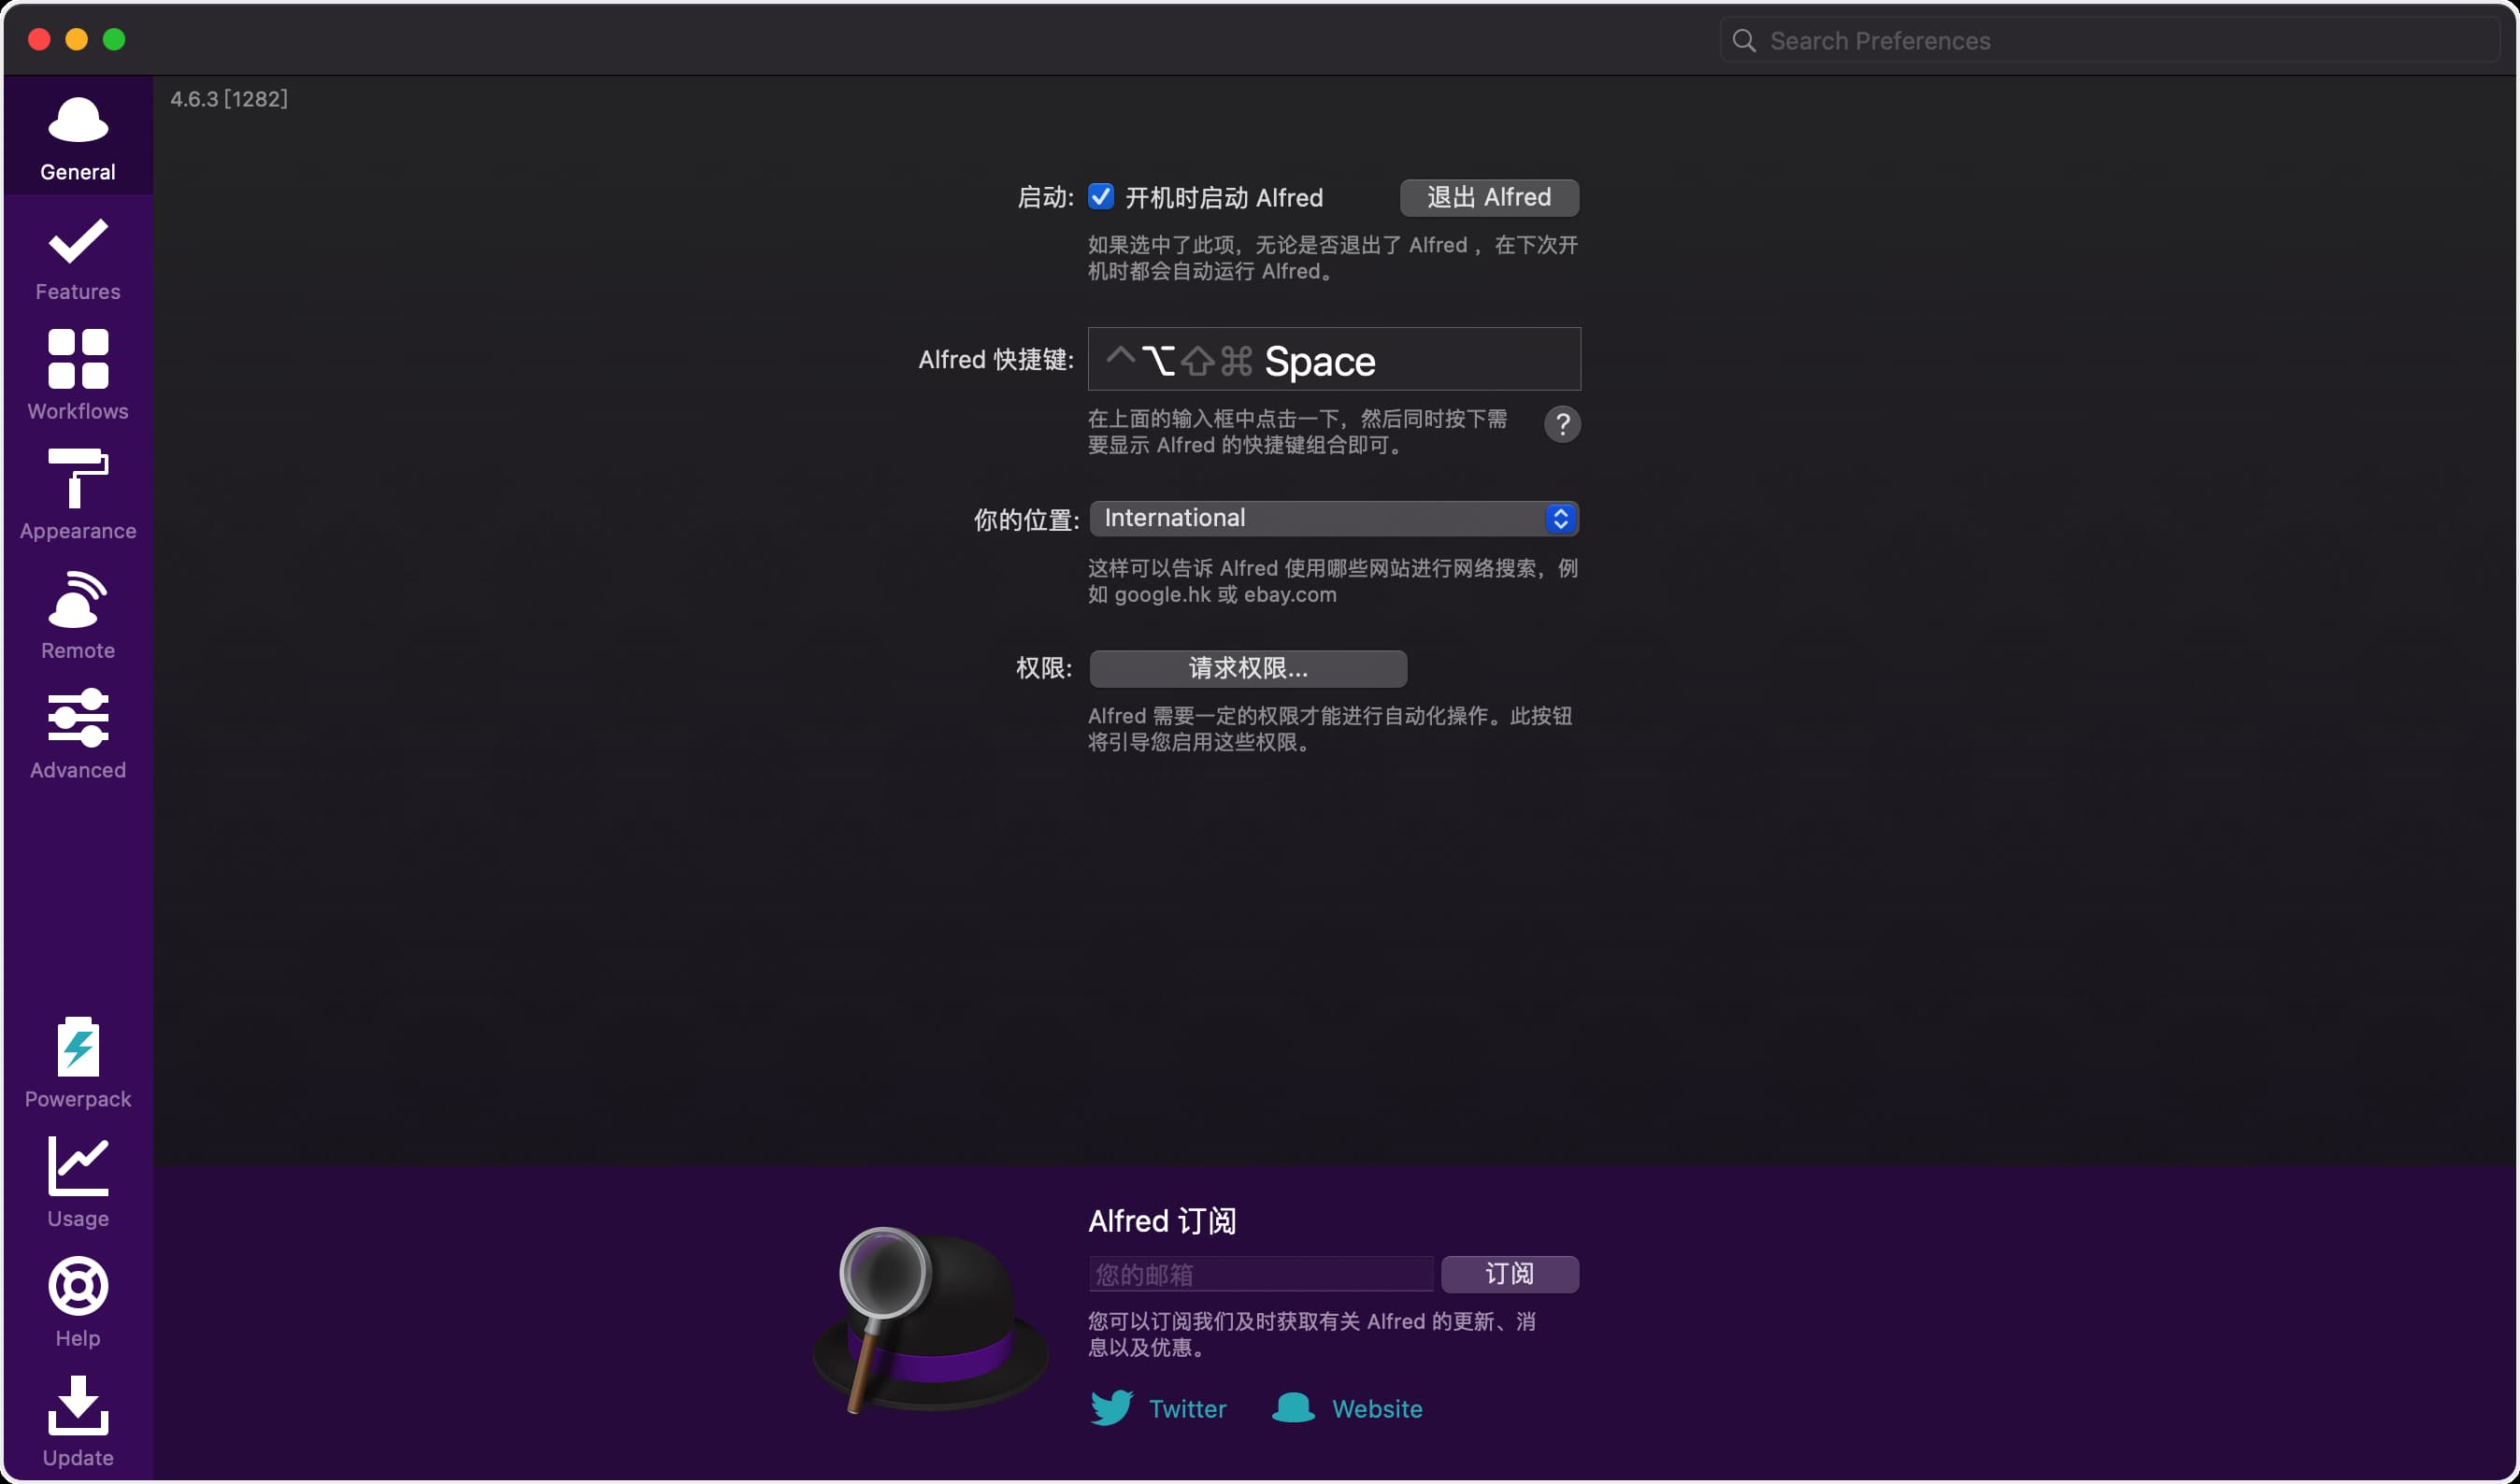 Search Preferences
4.6.3 [1282]
General
Features
Workflows
Appearance
Remote
Advanced
Powerpack
Usage
Help
Update
启动: 开机时启动 Alfred 退出 Alfred
如果选中了此项，无论是否退出了 Alfred ，在下次开
机时都会自动运行 Alfred。
Alfred 快捷键: ^⌥⇧⌘ Space
在上面的输入框中点击一下，然后同时按下需
要显示 Alfred 的快捷键组合即可。
?
你的位置: International
这样可以告诉 Alfred 使用哪些网站进行网络搜索，例
如 google.hk 或 ebay.com
权限: 请求权限...
Alfred 需要一定的权限才能进行自动化操作。此按钮
将引导您启用这些权限。
Alfred 订阅
您的邮箱 订阅
您可以订阅我们及时获取有关 Alfred 的更新、消
息以及优惠。
Twitter Website